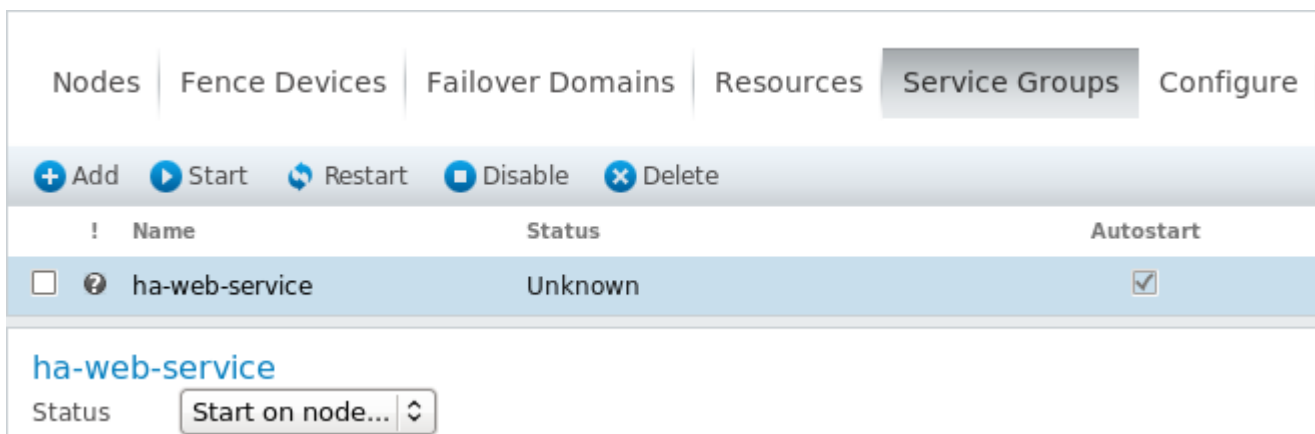 Nodes Fence Devices Failover Domains Resources Service Groups Configure
Add Start Restart Disable Delete
! Name Status Autostart
ha-web-service Unknown
ha-web-service
Status Start on node...